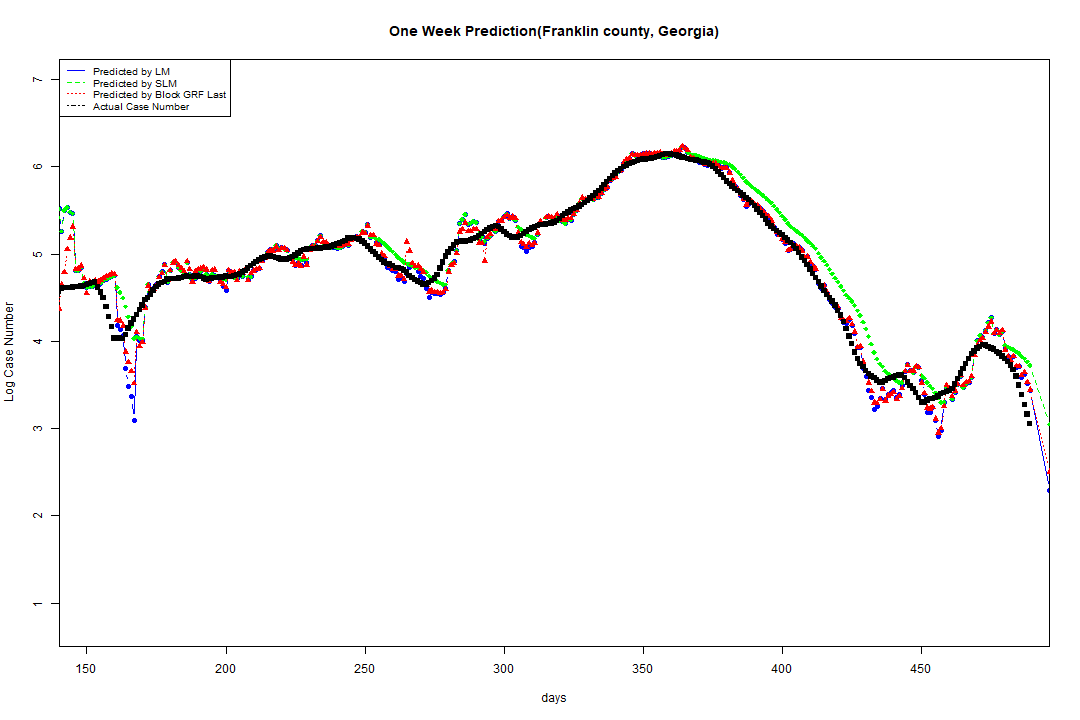 One Week Prediction(Franklin county, Georgia)
Predicted by LM
Predicted by SLM
Predicted by Block GRF Last
Actual Case Number
7
6
5
4
3
2
1
Log Case Number
150 200 250 300 350 400 450
days